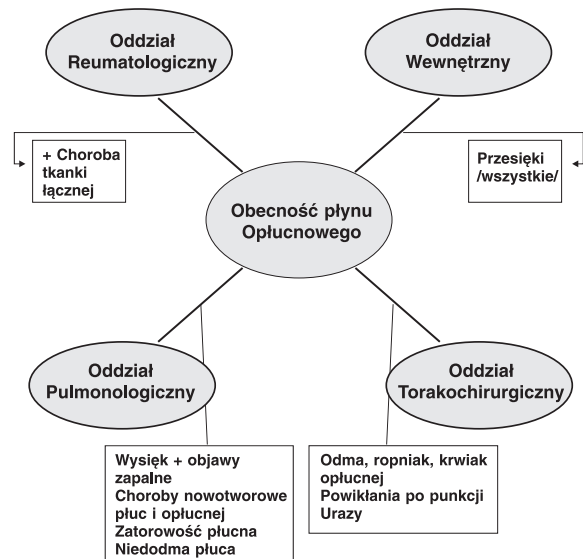 Oddział
Reumatologiczny
Oddział
Wewnętrzny
+ Choroba
tkanki
łącznej
Przesięki
/wszystkie/
Obecność płynu
Opłucnowego
Oddział
Pulmonologiczny
Oddział
Torakochirurgiczny
Wysięk + objawy
zapalne
Choroby nowotworowe
płuc i opłucnej
Zatorowość płucna
Niedodma płuca
Odma, ropniak, krwiak
opłucnej
Powikłania po punkcji
Urazy